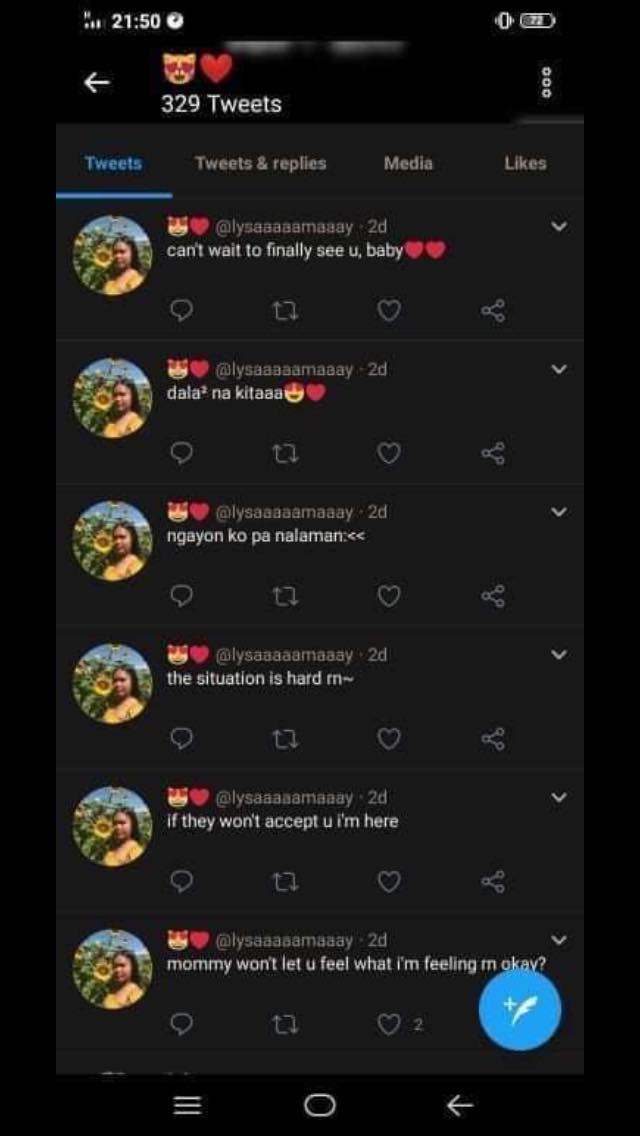 21:50
72
😻❤️
329 Tweets
Tweets Tweets & replies Media Likes
😻❤️ @lysaaaaamaaay · 2d
can't wait to finally see u, baby❤️❤️
😻❤️ @lysaaaaamaaay · 2d
dala² na kitaaa😍❤️
😻❤️ @lysaaaaamaaay · 2d
ngayon ko pa nalaman:<<
😻❤️ @lysaaaaamaaay · 2d
the situation is hard rn~
😻❤️ @lysaaaaamaaay · 2d
if they won't accept u i'm here
😻❤️ @lysaaaaamaaay · 2d
mommy won't let u feel what i'm feeling rn okay?
2